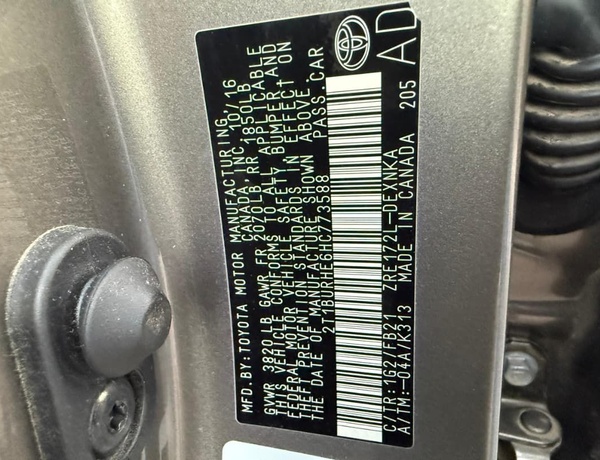 MFD.BY:TOYOTA MOTOR MANUFACTURING
CANADA,INC. 10/16
GVWR 3820LB GAWR FR 2070LB RR 1850LB
THIS VEHICLE CONFORMS TO ALL APPLICABLE
FEDERAL MOTOR VEHICLE SAFETY, BUMPER AND
THEFT PREVENTION STANDARDS IN EFFECT ON
THE DATE OF MANUFACTURE SHOWN ABOVE.
2T1BURHE6HC773588 PASS.CAR
C/TR:1G2/FB21 ZRE172L-DEXNKA
A/TM:-04A/K313 MADE IN CANADA 205
AD